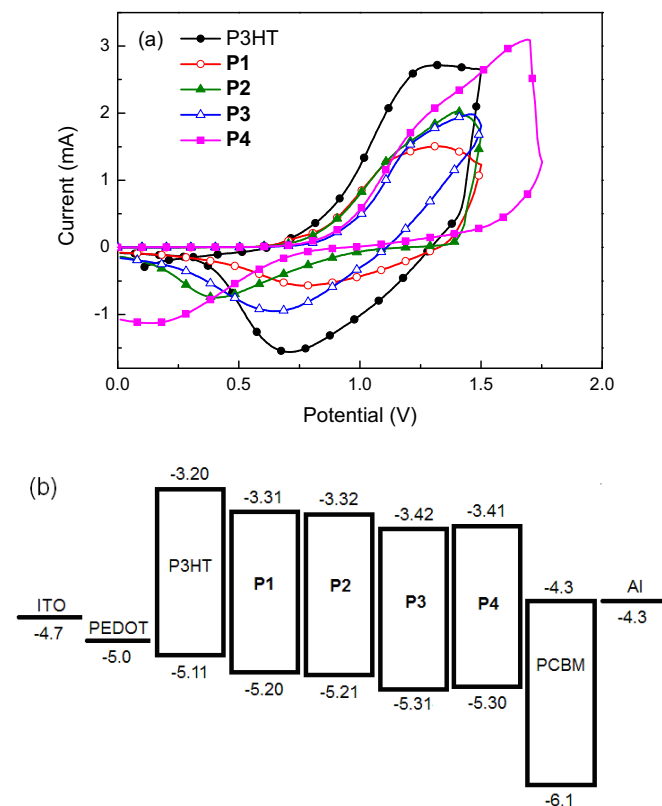 (a)
P3HT
P1
P2
P3
P4
Current (mA)
3
2
1
0
-1
0.0 0.5 1.0 1.5 2.0
Potential (V)
(b)
-3.20
-3.31 -3.32
-3.42 -3.41
P3HT P1 P2 P3 P4
-4.3 Al
ITO
-4.7
-4.3
PEDOT
-5.0
PCBM
-5.11
-5.20 -5.21
-5.31 -5.30
-6.1